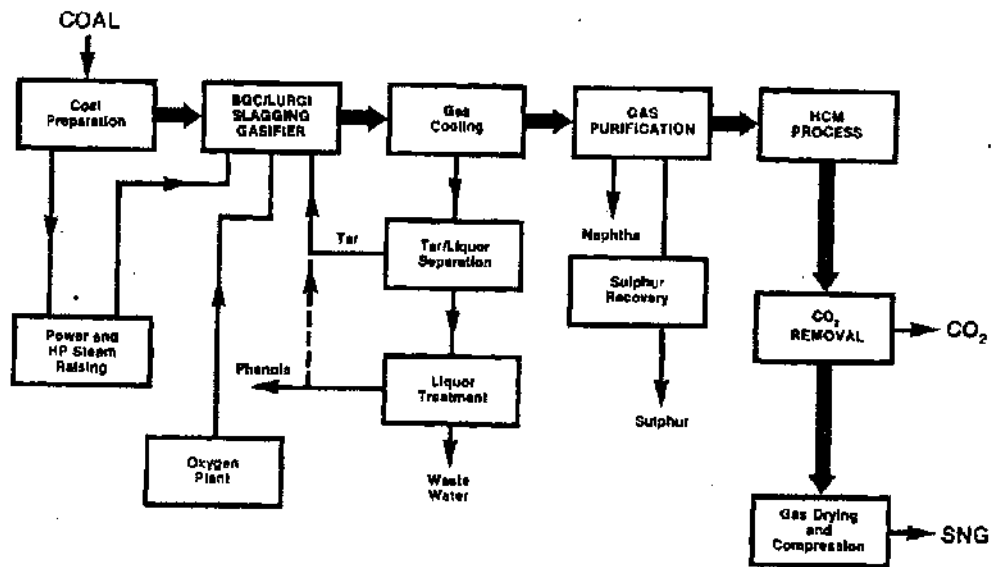 COAL
Coal
Preparation
BGC/LURGI
SLAGGING
GASIFIER
Gas
Cooling
GAS
PURIFICATION
HCM
PROCESS
Tar
Tar/Liquor
Separation
Naphtha
Sulphur
Recovery
Power and
HP Steam
Raising
CO₂
REMOVAL
CO₂
Phenols
Liquor
Treatment
Sulphur
Oxygen
Plant
Waste
Water
Gas Drying
and
Compression
SNG